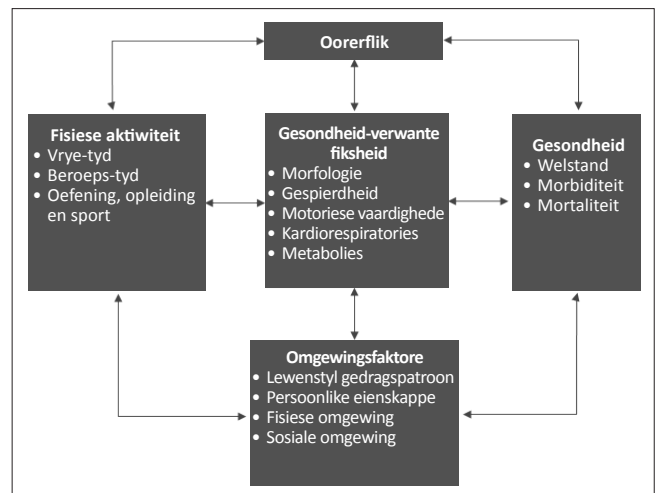 Oorerflik
Fisiese aktiwiteit
• Vrye-tyd
• Beroeps-tyd
• Oefening, opleiding
en sport
Gesondheid-verwante
fiksheid
• Morfologie
• Gespierdheid
• Motoriese vaardighede
• Kardiorespiratories
• Metabolies
Gesondheid
• Welstand
• Morbiditeit
• Mortaliteit
Omgewingsfaktore
• Lewenstyl gedragspatroon
• Persoonlike eienskappe
• Fisiese omgewing
• Sosiale omgewing